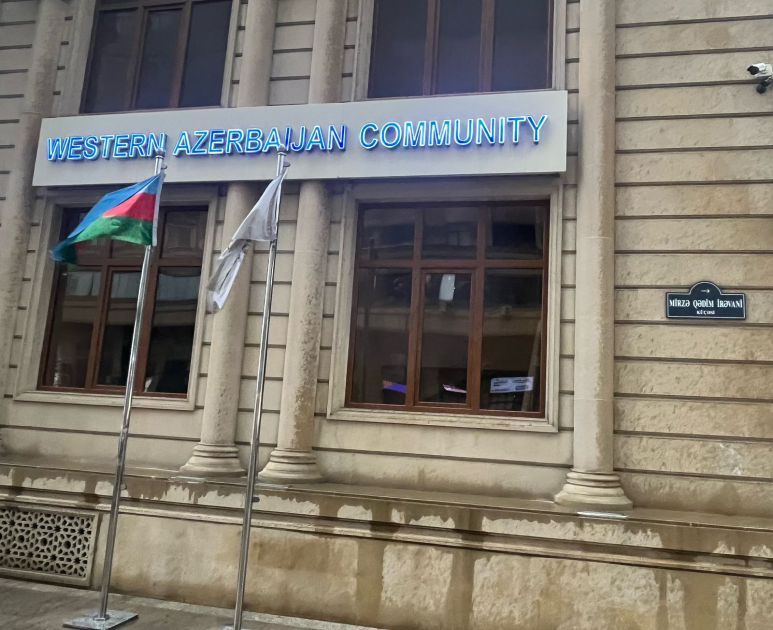 WESTERN AZERBAIJAN COMMUNITY
MİRZƏ QƏDİM İRƏVANİ
KÜÇƏSİ